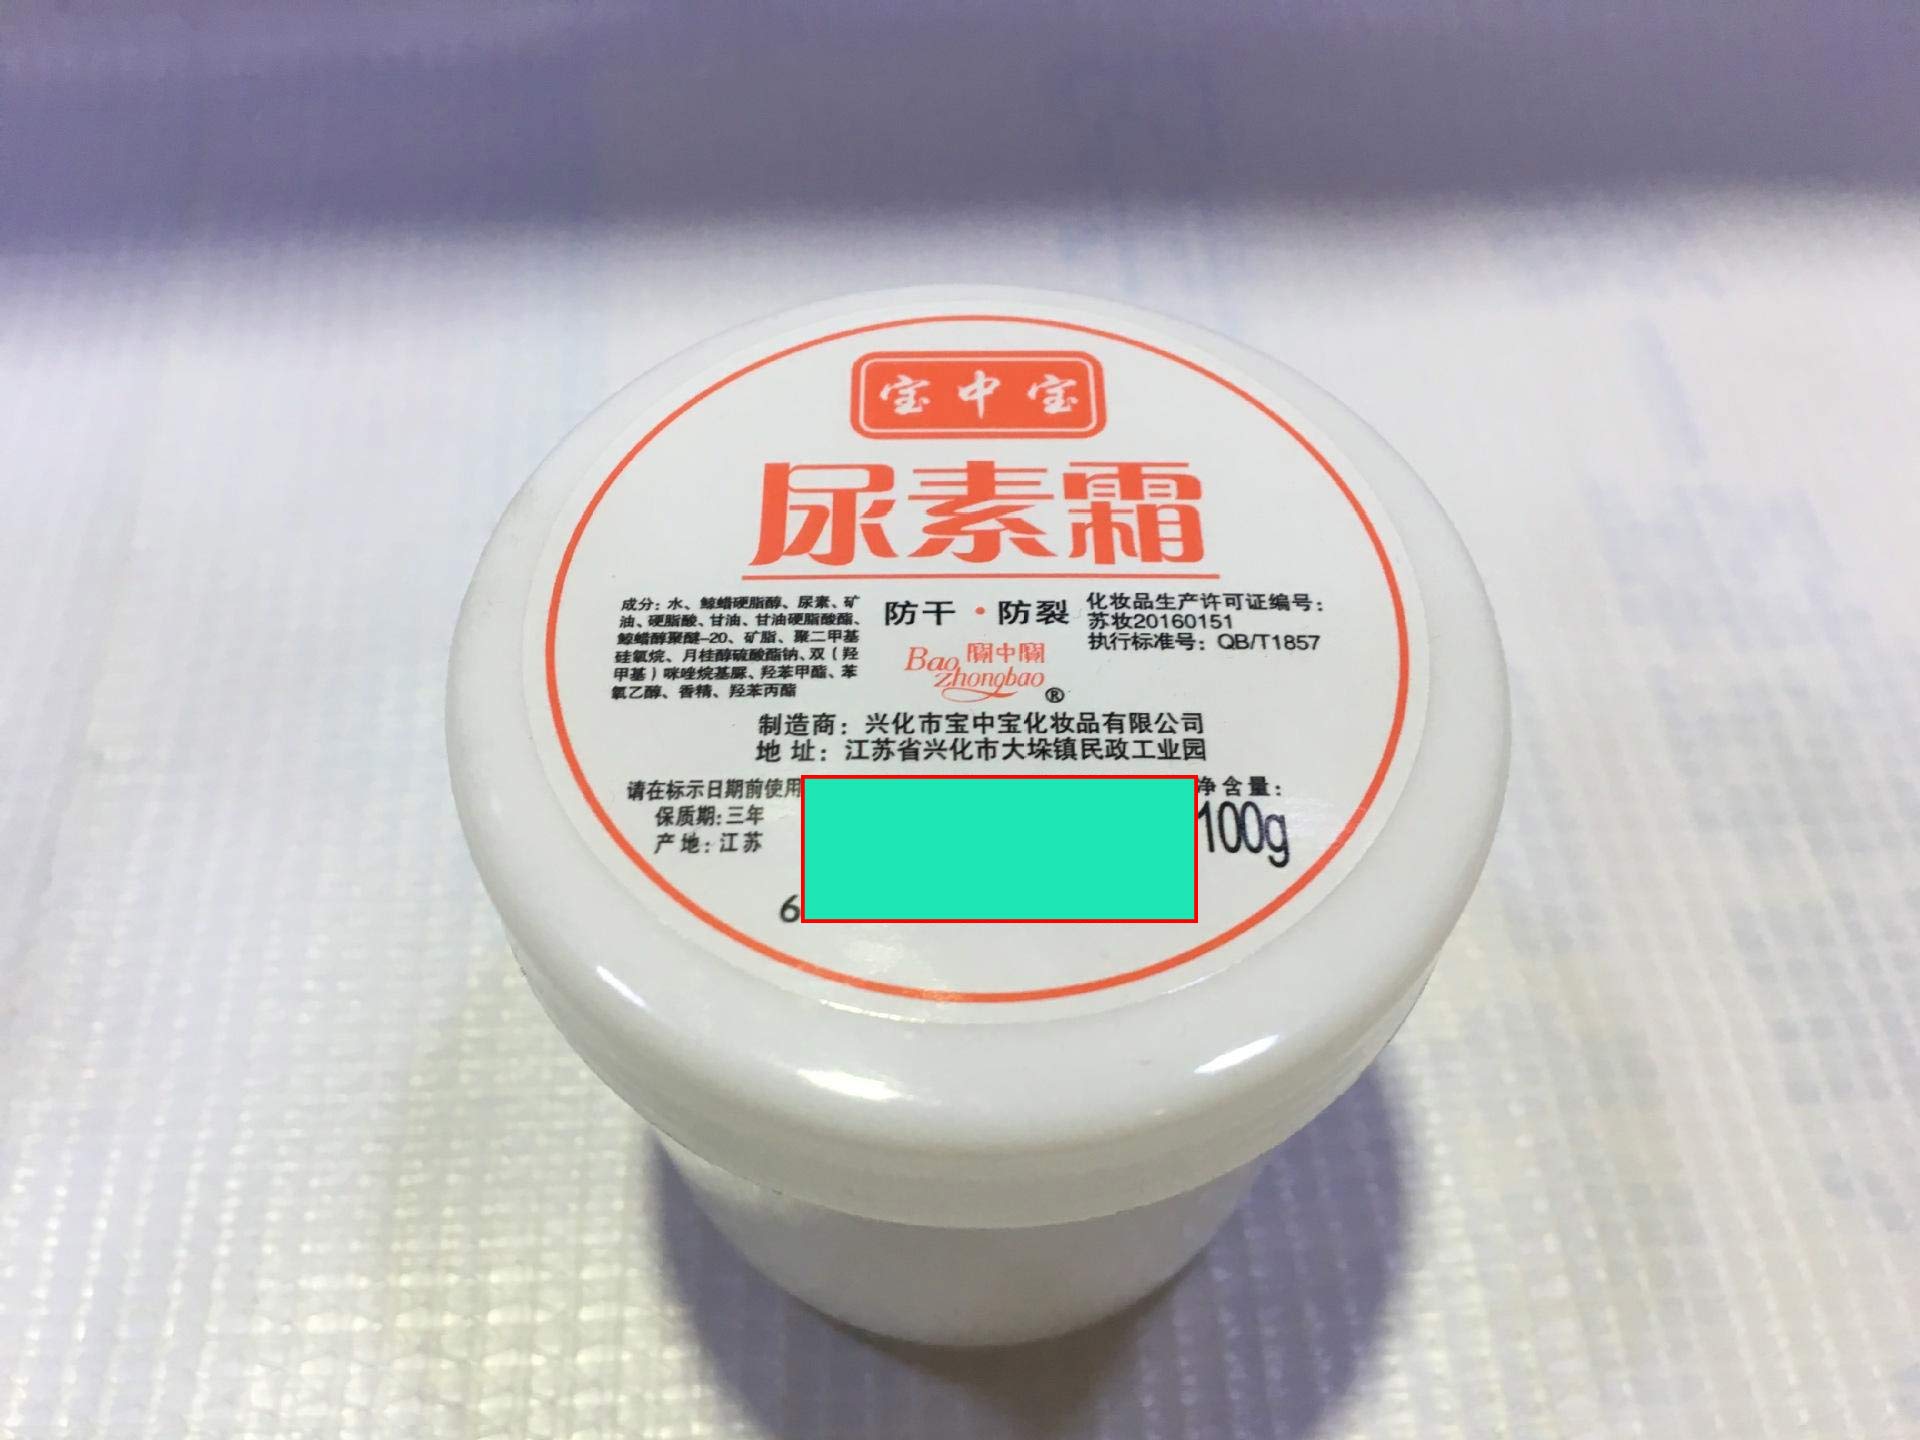 宝中宝
尿素霜
成分：水、鲸蜡硬脂醇、尿素、矿
油、硬脂酸、甘油、甘油硬脂酸酯、
鲸蜡醇聚醚-20、矿脂、聚二甲基
硅氧烷、月桂醇硫酸酯钠、双（羟
甲基）咪唑烷基脲、羟苯甲酯、苯
氧乙醇、香精、羟苯丙酯
防干·防裂
Bao 寶中寶
zhongbao ®
化妆品生产许可证编号：
苏妆20160151
执行标准号：QB/T1857
制造商：兴化市宝中宝化妆品有限公司
地址：江苏省兴化市大垛镇民政工业园
请在标示日期前使用
保质期：三年
产地：江苏
净含量：
100g
6